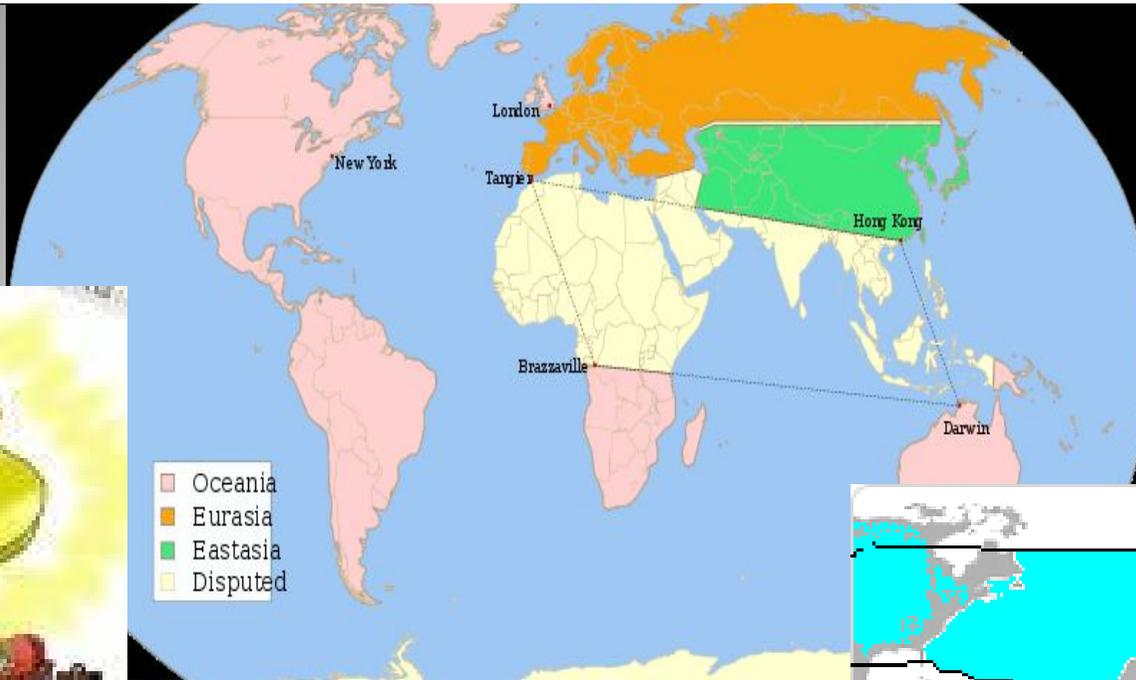 London
New York
Tangier
Hong Kong
Brazzaville
Darwin
Oceania
Eurasia
Eastasia
Disputed